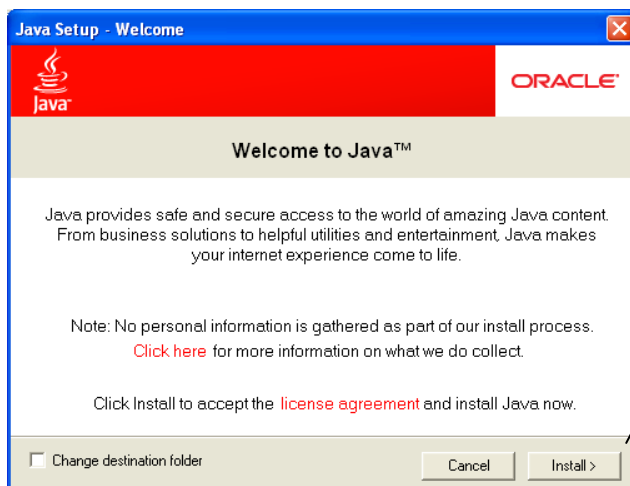 Java Setup - Welcome
Java™
ORACLE®
Welcome to Java™
Java provides safe and secure access to the world of amazing Java content.
From business solutions to helpful utilities and entertainment, Java makes
your internet experience come to life.
Note: No personal information is gathered as part of our install process.
Click here for more information on what we do collect.
Click Install to accept the license agreement and install Java now.
Change destination folder
Cancel
Install >